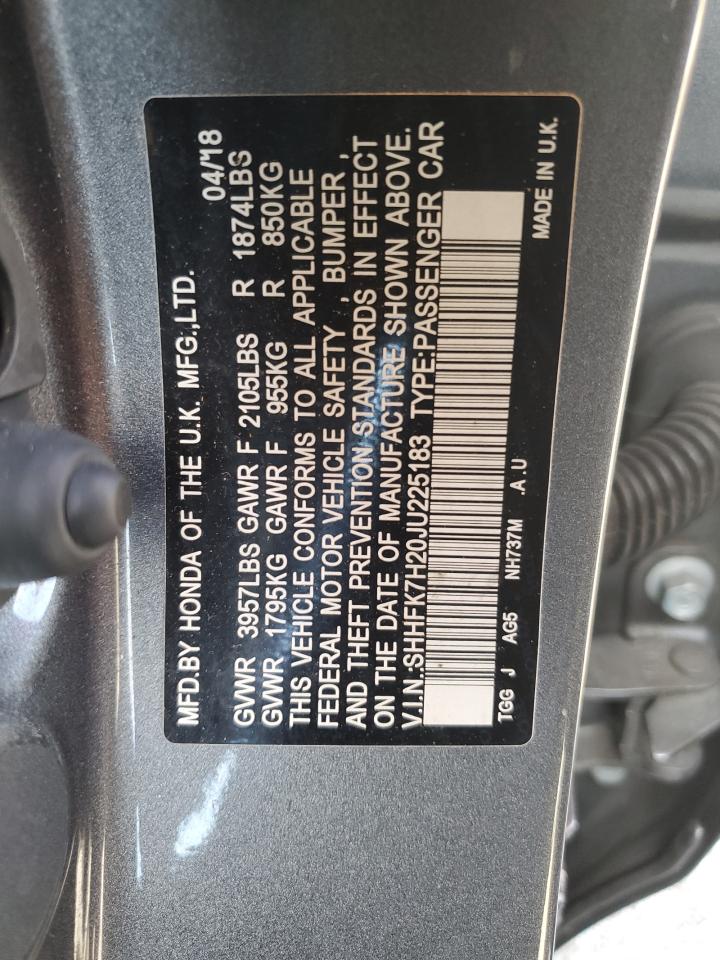 MFD.BY HONDA OF THE U.K. MFG.,LTD.
04/18
GVWR 3957LBS GAWR F 2105LBS R 1874LBS
GVWR 1795KG GAWR F 955KG R 850KG
THIS VEHICLE CONFORMS TO ALL APPLICABLE
FEDERAL MOTOR VEHICLE SAFETY , BUMPER ,
AND THEFT PREVENTION STANDARDS IN EFFECT
ON THE DATE OF MANUFACTURE SHOWN ABOVE.
V.I.N.:SHHFK7H20JU225183 TYPE:PASSENGER CAR
TGG J AG5 NH737M .A .U
MADE IN U.K.